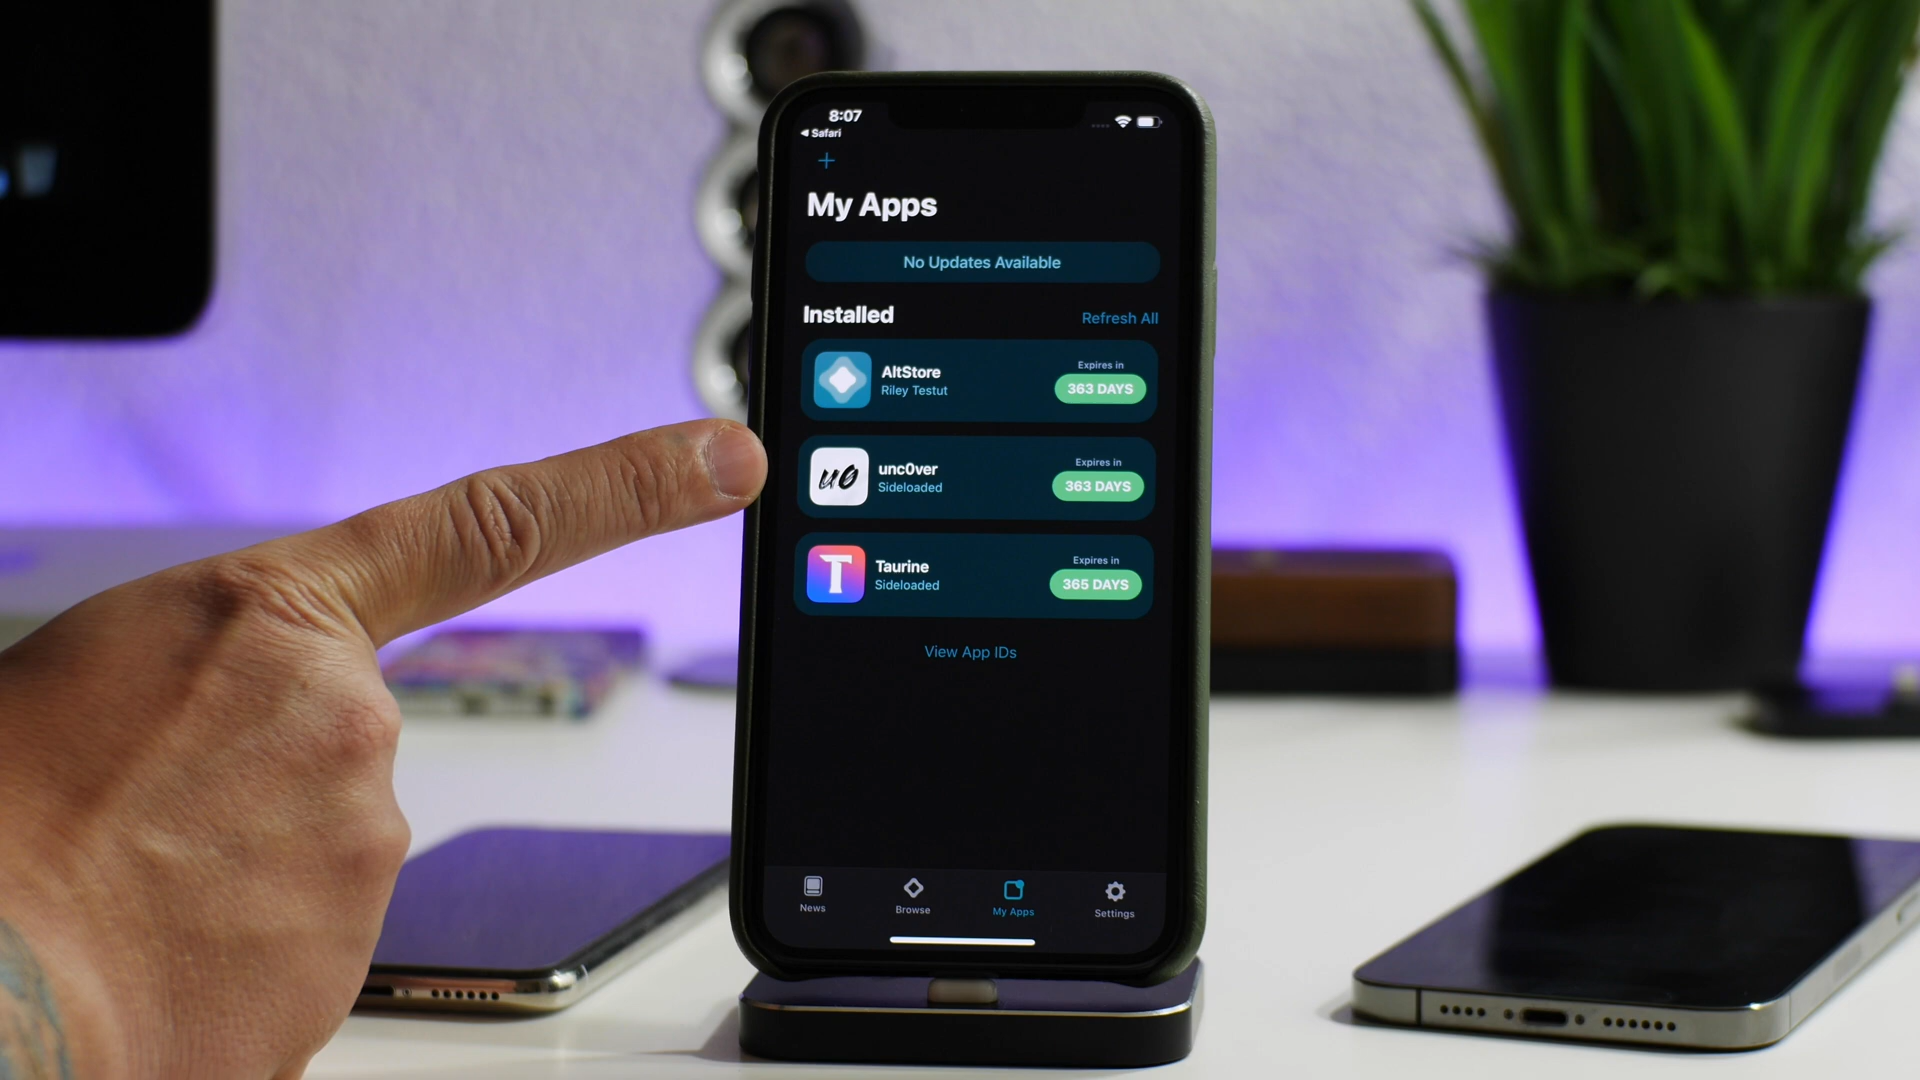 8:07
◀ Safari
+
My Apps
No Updates Available
Installed
Refresh All
AltStore
Riley Testut
Expires in
363 DAYS
u0
unc0ver
Sideloaded
Expires in
363 DAYS
T
Taurine
Sideloaded
Expires in
365 DAYS
View App IDs
News
Browse
My Apps
Settings